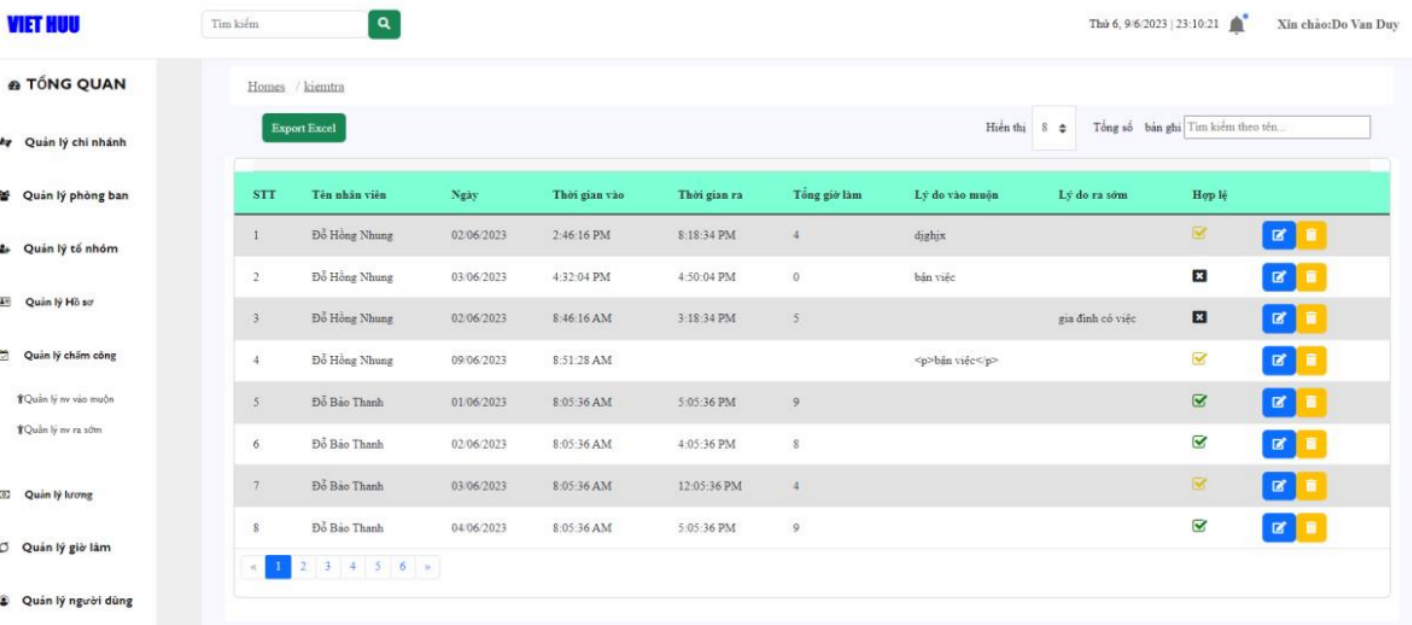 VIET HUU
Tìm kiếm
Thứ 6, 9/6/2023 | 23:10:21
Xin chào:Do Van Duy
TỔNG QUAN
Quản lý chi nhánh
Quản lý phòng ban
Quản lý tổ nhóm
Quản lý Hồ sơ
Quản lý chấm công
Quản lý nv vào muộn
Quản lý nv ra sớm
Quản lý lương
Quản lý giờ làm
Quản lý người dùng
Homes / kiemtra
Export Excel
Hiển thị 8 Tổng số bản ghi Tìm kiếm theo tên...
STT Tên nhân viên Ngày Thời gian vào Thời gian ra Tổng giờ làm Lý do vào muộn Lý do ra sớm Hợp lệ
1 Đỗ Hồng Nhung 02/06/2023 2:46:16 PM 8:18:34 PM 4 djghjx
2 Đỗ Hồng Nhung 03/06/2023 4:32:04 PM 4:50:04 PM 0 bận việc
3 Đỗ Hồng Nhung 02/06/2023 8:46:16 AM 3:18:34 PM 5 gia đình có việc
4 Đỗ Hồng Nhung 09/06/2023 8:51:28 AM <p>bận việc</p>
5 Đỗ Bảo Thanh 01/06/2023 8:05:36 AM 5:05:36 PM 9
6 Đỗ Bảo Thanh 02/06/2023 8:05:36 AM 4:05:36 PM 8
7 Đỗ Bảo Thanh 03/06/2023 8:05:36 AM 12:05:36 PM 4
8 Đỗ Bảo Thanh 04/06/2023 8:05:36 AM 5:05:36 PM 9
« 1 2 3 4 5 6 »